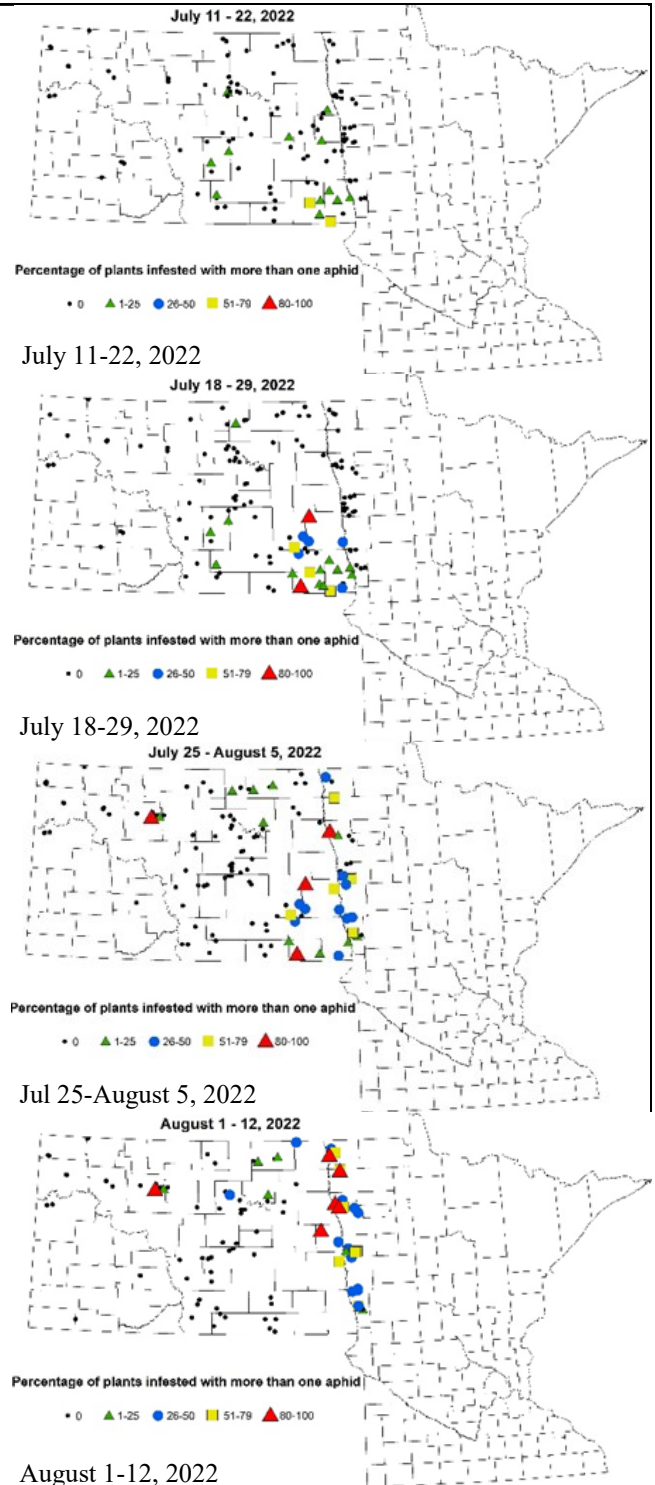 July 11 - 22, 2022
Percentage of plants infested with more than one aphid
0 1-25 26-50 51-79 80-100
July 11-22, 2022
July 18 - 29, 2022
Percentage of plants infested with more than one aphid
0 1-25 26-50 51-79 80-100
July 18-29, 2022
July 25 - August 5, 2022
Percentage of plants infested with more than one aphid
0 1-25 26-50 51-79 80-100
Jul 25-August 5, 2022
August 1 - 12, 2022
Percentage of plants infested with more than one aphid
0 1-25 26-50 51-79 80-100
August 1-12, 2022